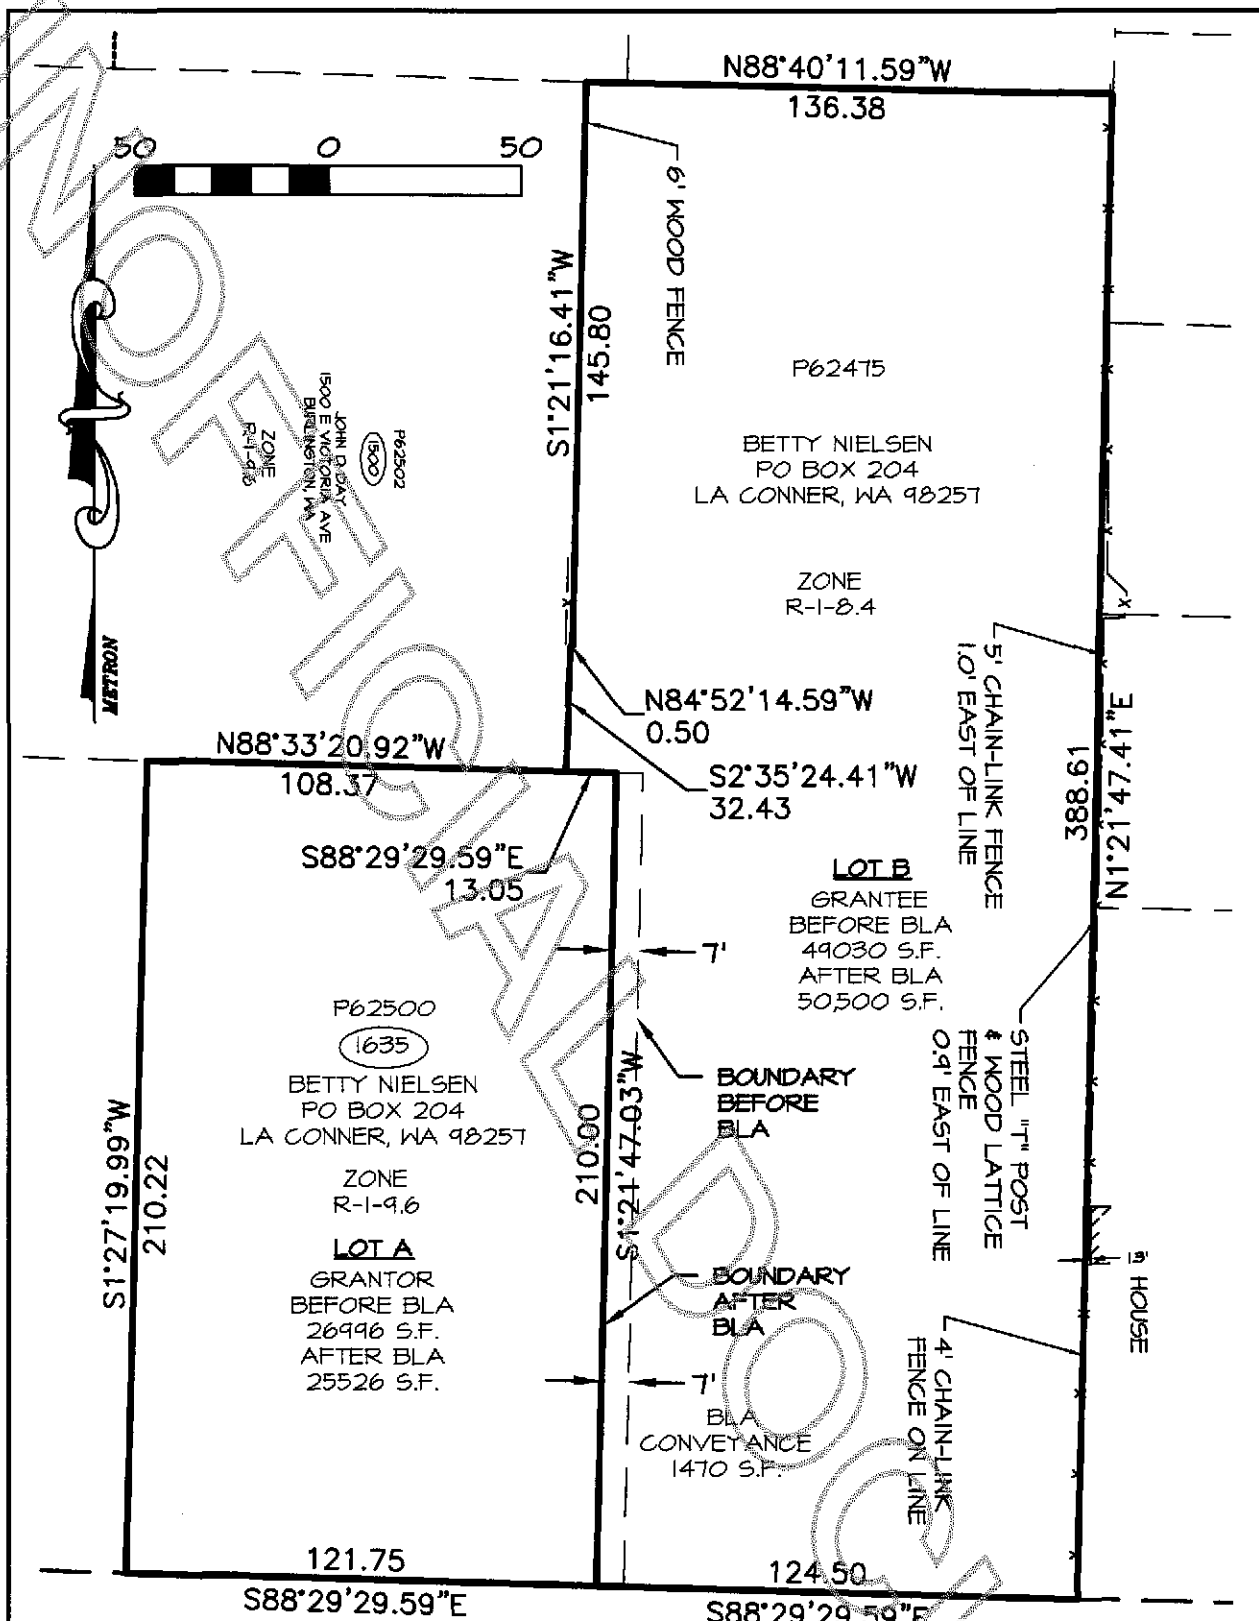 N88°40'11.59"W
136.38
50 0 50
6' WOOD FENCE
S1°21'16.41"W
145.80
P62475
BETTY NIELSEN
PO BOX 204
LA CONNER, WA 98257
ZONE
R-1-8.4
P62502
1500
JOHN D DAY
1500 E VICTORIA AVE
BURLINGTON, WA
ZONE
R-1-9.6
METRON
N84°52'14.59"W
0.50
S2°35'24.41"W
32.43
5' CHAIN-LINK FENCE
1.0' EAST OF LINE
388.61
N1°21'47.41"E
N88°33'20.92"W
108.37
S88°29'29.59"E
13.05
LOT B
GRANTEE
BEFORE BLA
49030 S.F.
AFTER BLA
50,500 S.F.
7'
P62500
1635
BETTY NIELSEN
PO BOX 204
LA CONNER, WA 98257
ZONE
R-1-9.6
LOT A
GRANTOR
BEFORE BLA
26996 S.F.
AFTER BLA
25526 S.F.
S1°27'19.99"W
210.22
210.00
S1°21'47.03"W
BOUNDARY
BEFORE
BLA
STEEL "T" POST
& WOOD LATTICE
FENCE
0.9' EAST OF LINE
BOUNDARY
AFTER
BLA
13'
HOUSE
4' CHAIN-LINK
FENCE ON LINE
7'
BLA
CONVEYANCE
1470 S.F.
121.75
S88°29'29.59"E
124.50
S88°29'29.59"E
UNOFFICIAL DOC